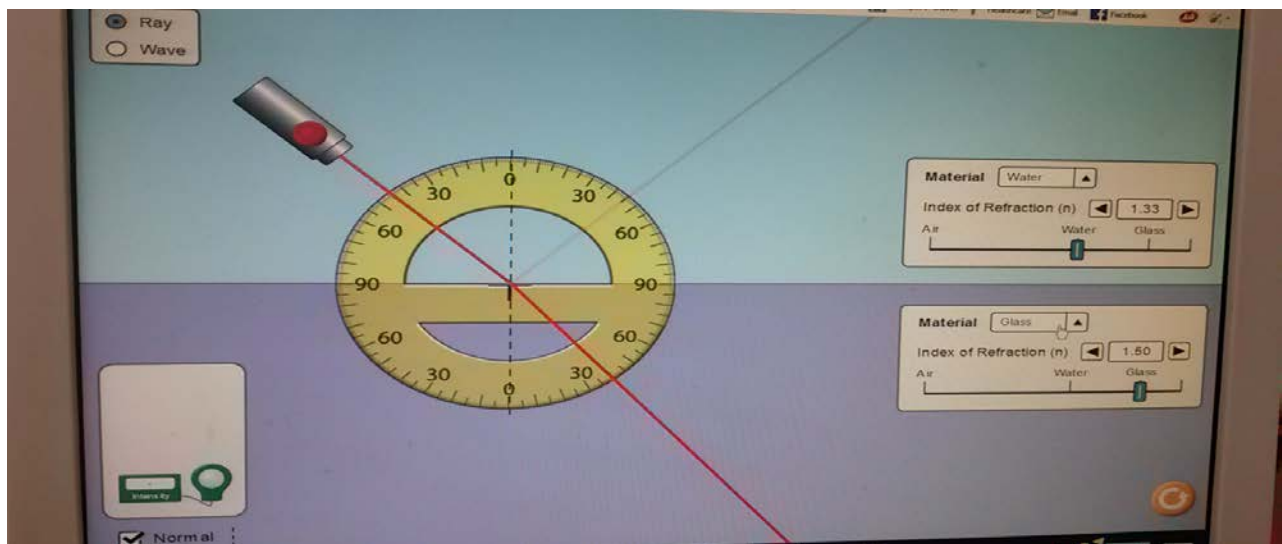 Ray
Wave
Email Facebook
0
30 30
60 60
90 90
60 60
30 30
0
Material Water
Index of Refraction (n) 1.33
Air Water Glass
Material Glass
Index of Refraction (n) 1.50
Air Water Glass
Intensity
Normal